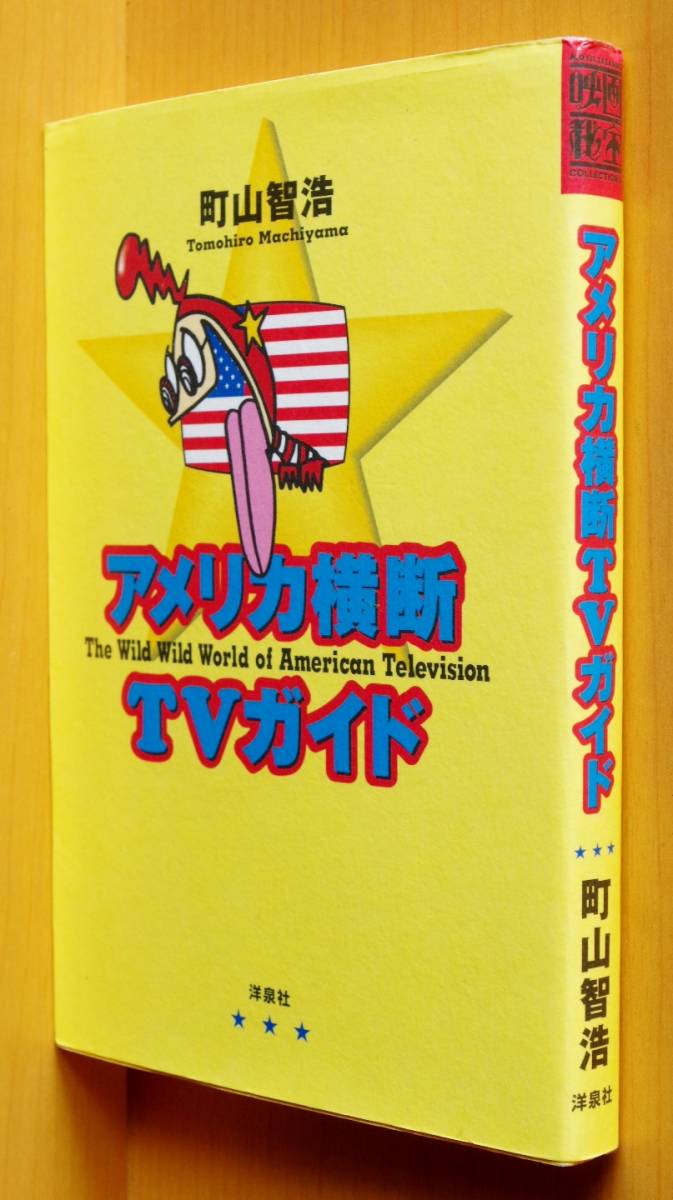 町山智浩
Tomohiro Machiyama
アメリカ横断
The Wild Wild World of American Television
TVガイド
洋泉社
映画
秘宝
COLLECTION
アメリカ横断TVガイド
町山智浩
洋泉社